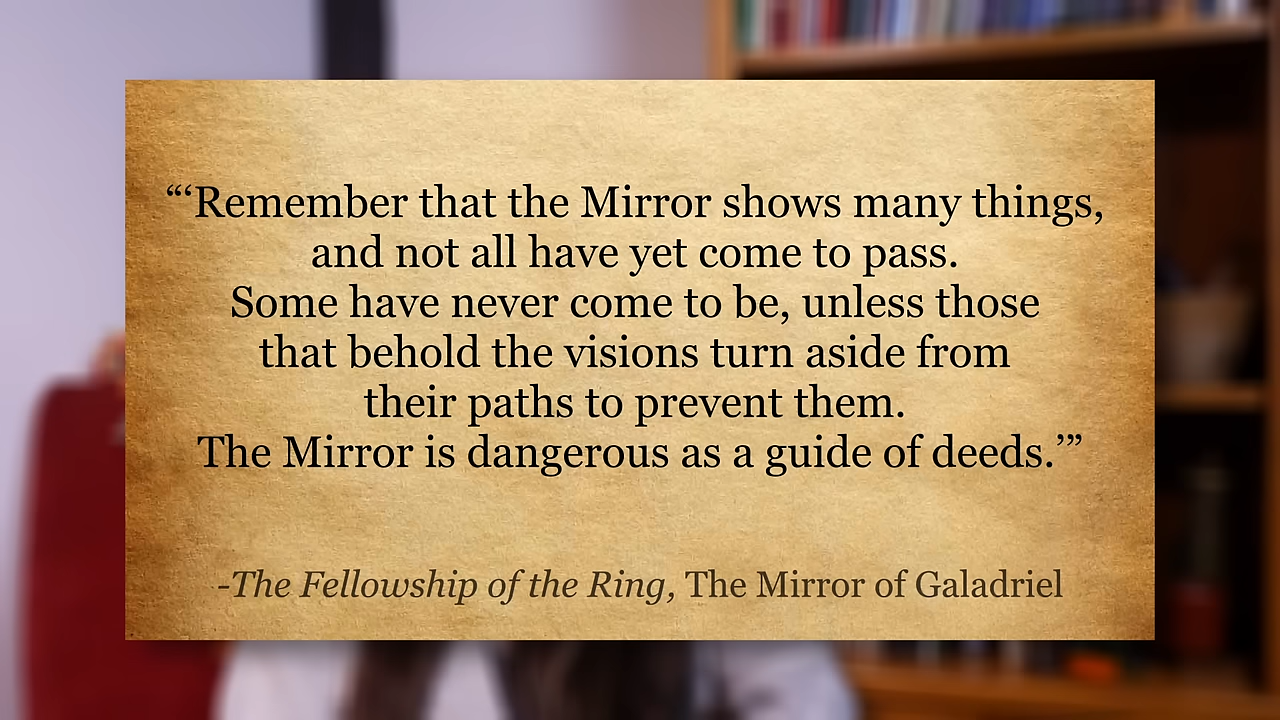 “‘Remember that the Mirror shows many things,
and not all have yet come to pass.
Some have never come to be, unless those
that behold the visions turn aside from
their paths to prevent them.
The Mirror is dangerous as a guide of deeds.’”
-The Fellowship of the Ring, The Mirror of Galadriel